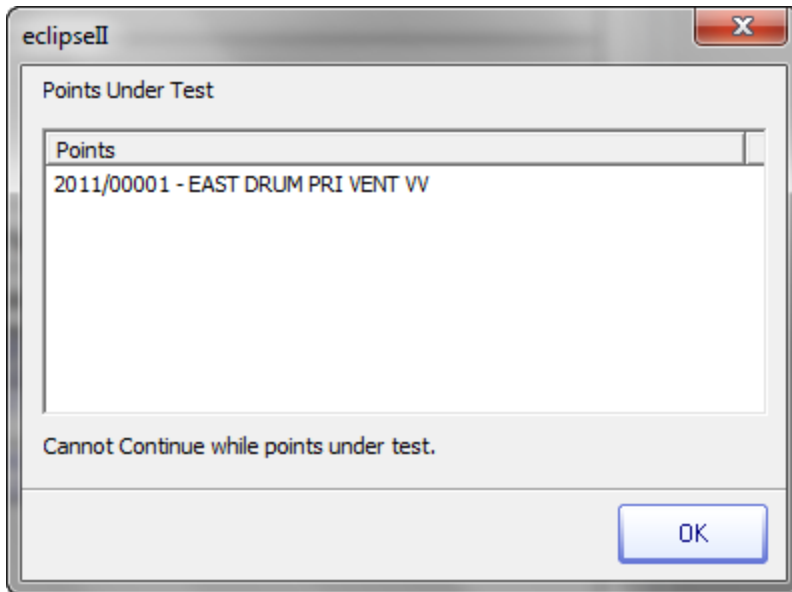 eclipseII
Points Under Test
Points
2011/00001 - EAST DRUM PRI VENT VV
Cannot Continue while points under test.
OK